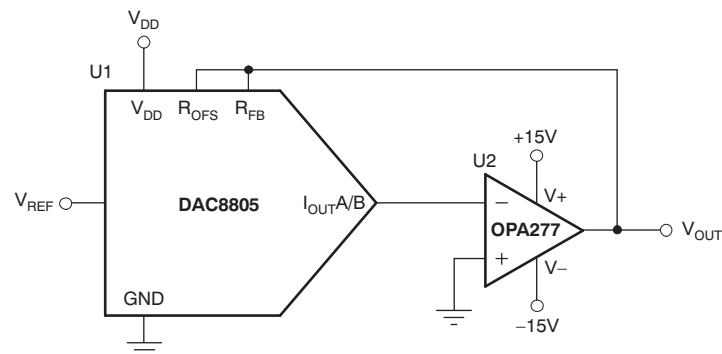 V_DD
U1
V_DD R_OFS R_FB
+15V
U2
V_REF
DAC8805
I_OUT A/B
−
V+
OPA277
V_OUT
+
V−
GND
−15V